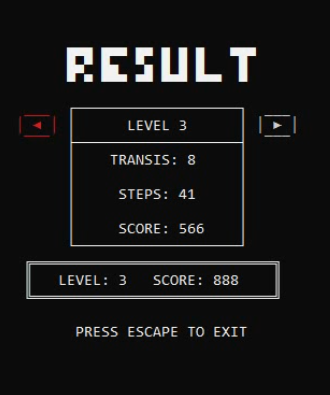 RESULT
LEVEL 3
TRANSIS: 8
STEPS: 41
SCORE: 566
LEVEL: 3 SCORE: 888
PRESS ESCAPE TO EXIT